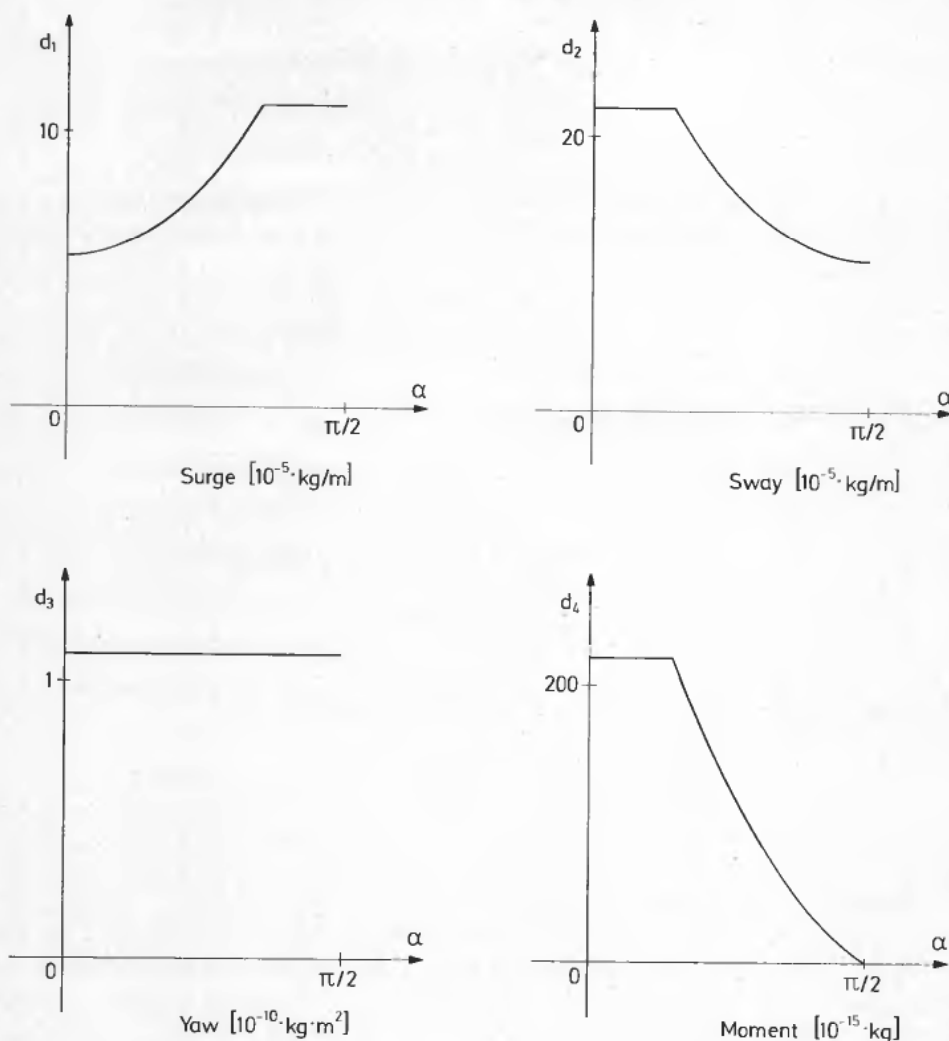 d₁
10
0
α
π/2
Surge [10⁻⁵·kg/m]
d₂
20
0
α
π/2
Sway [10⁻⁵·kg/m]
d₃
1
0
α
π/2
Yaw [10⁻¹⁰·kg·m²]
d₄
200
0
α
π/2
Moment [10⁻¹⁵·kg]